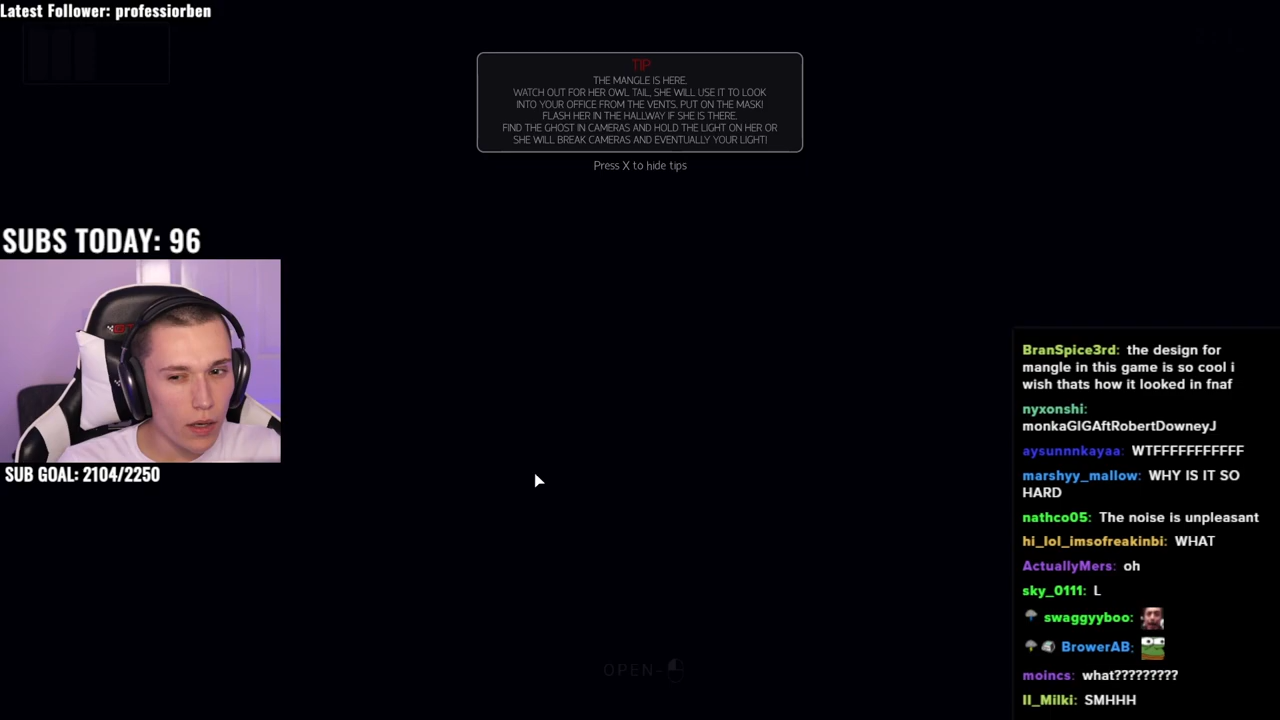 Latest Follower: professiorben
TIP
THE MANGLE IS HERE.
WATCH OUT FOR HER OWL TAIL, SHE WILL USE IT TO LOOK
INTO YOUR OFFICE FROM THE VENTS. PUT ON THE MASK!
FLASH HER IN THE HALLWAY IF SHE IS THERE.
FIND THE GHOST IN CAMERAS AND HOLD THE LIGHT ON HER OR
SHE WILL BREAK CAMERAS AND EVENTUALLY YOUR LIGHT!
Press X to hide tips
SUBS TODAY: 96
SUB GOAL: 2104/2250
BranSpice3rd: the design for
mangle in this game is so cool i
wish thats how it looked in fnaf
nyxonshi:
monkaGIGAftRobertDowneyJ
aysunnnkayaa: WTFFFFFFFFFFF
marshyy_mallow: WHY IS IT SO
HARD
nathco05: The noise is unpleasant
hi_lol_imsofreakinbi: WHAT
ActuallyMers: oh
sky_0111: L
swaggyyboo:
BrowerAB:
moincs: what?????????
II_Milki: SMHHH
OPEN-